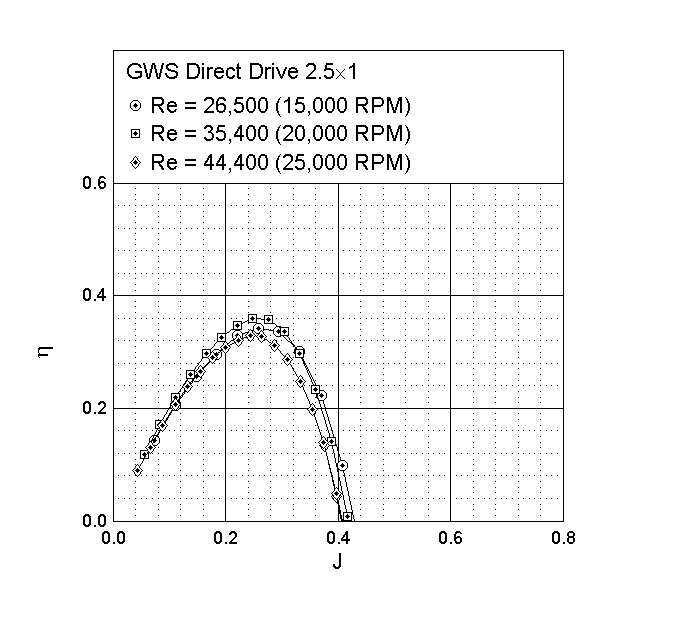 GWS Direct Drive 2.5×1
Re = 26,500 (15,000 RPM)
Re = 35,400 (20,000 RPM)
Re = 44,400 (25,000 RPM)
0.6
0.4
η
0.2
0.0
0.0 0.2 0.4 0.6 0.8
J